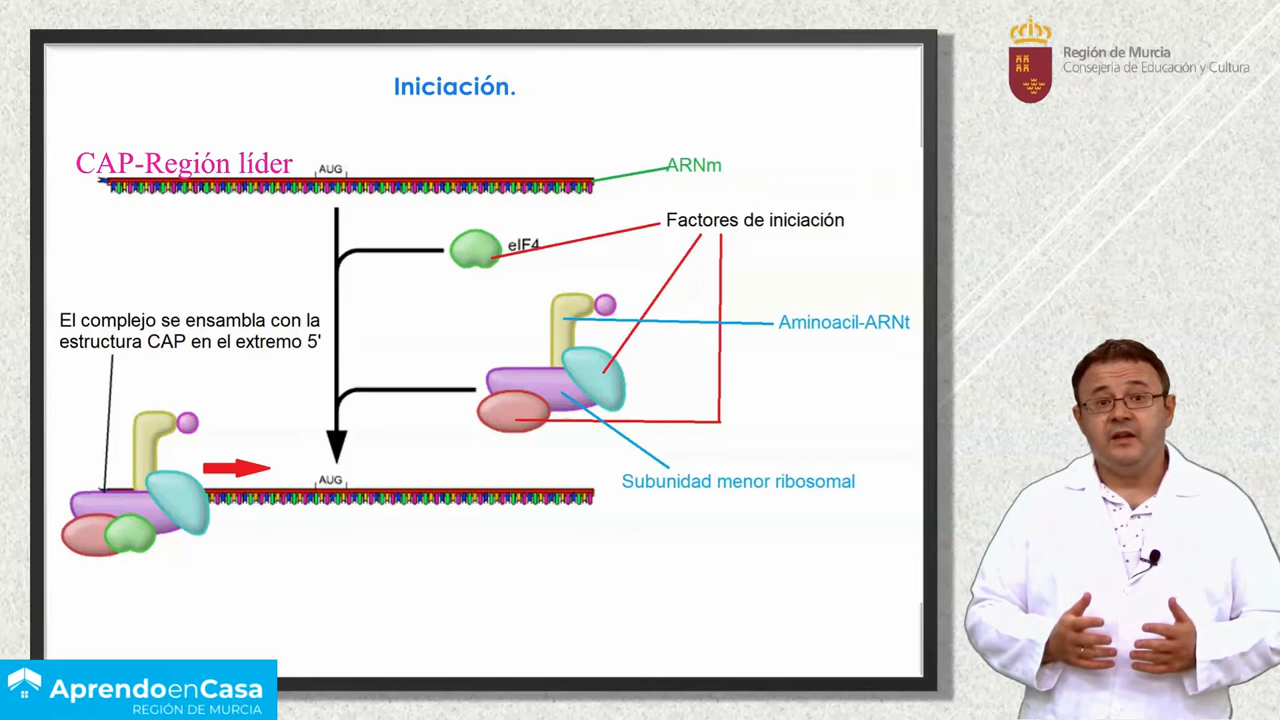 Iniciación.
CAP-Región líder
AUG
ARNm
Factores de iniciación
eIF4
El complejo se ensambla con la
estructura CAP en el extremo 5'
Aminoacil-ARNt
AUG
Subunidad menor ribosomal
Región de Murcia
Consejería de Educación y Cultura
AprendoenCasa
REGIÓN DE MURCIA